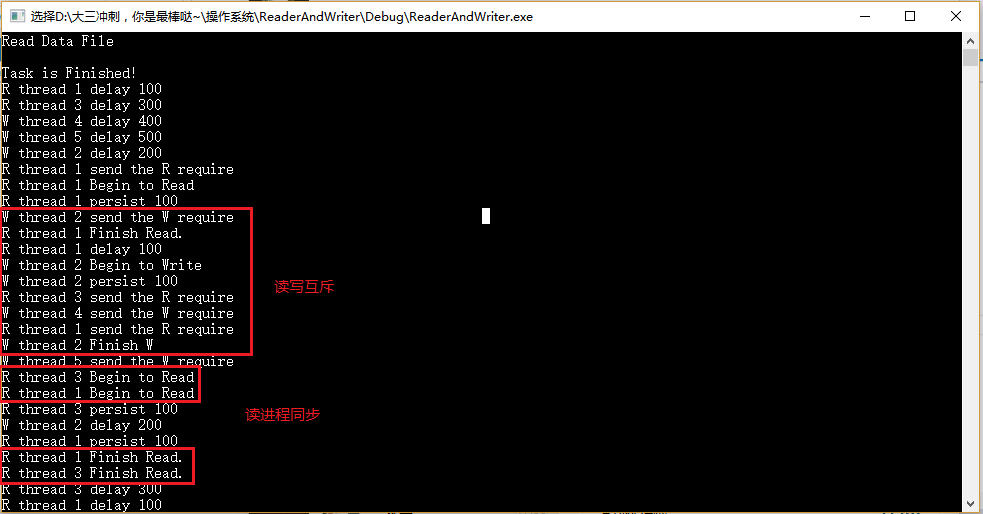 选择D:\大三冲刺，你是最棒哒~\操作系统\ReaderAndWriter\Debug\ReaderAndWriter.exe
Read Data File
Task is Finished!
R thread 1 delay 100
R thread 3 delay 300
W thread 4 delay 400
W thread 5 delay 500
W thread 2 delay 200
R thread 1 send the R require
R thread 1 Begin to Read
R thread 1 persist 100
W thread 2 send the W require
R thread 1 Finish Read.
R thread 1 delay 100
W thread 2 Begin to Write
W thread 2 persist 100
读写互斥
R thread 3 send the R require
W thread 4 send the W require
R thread 1 send the R require
W thread 2 Finish W
W thread 5 send the W require
R thread 3 Begin to Read
R thread 1 Begin to Read
R thread 3 persist 100
读进程同步
W thread 2 delay 200
R thread 1 persist 100
R thread 1 Finish Read.
R thread 3 Finish Read.
R thread 3 delay 300
R thread 1 delay 100